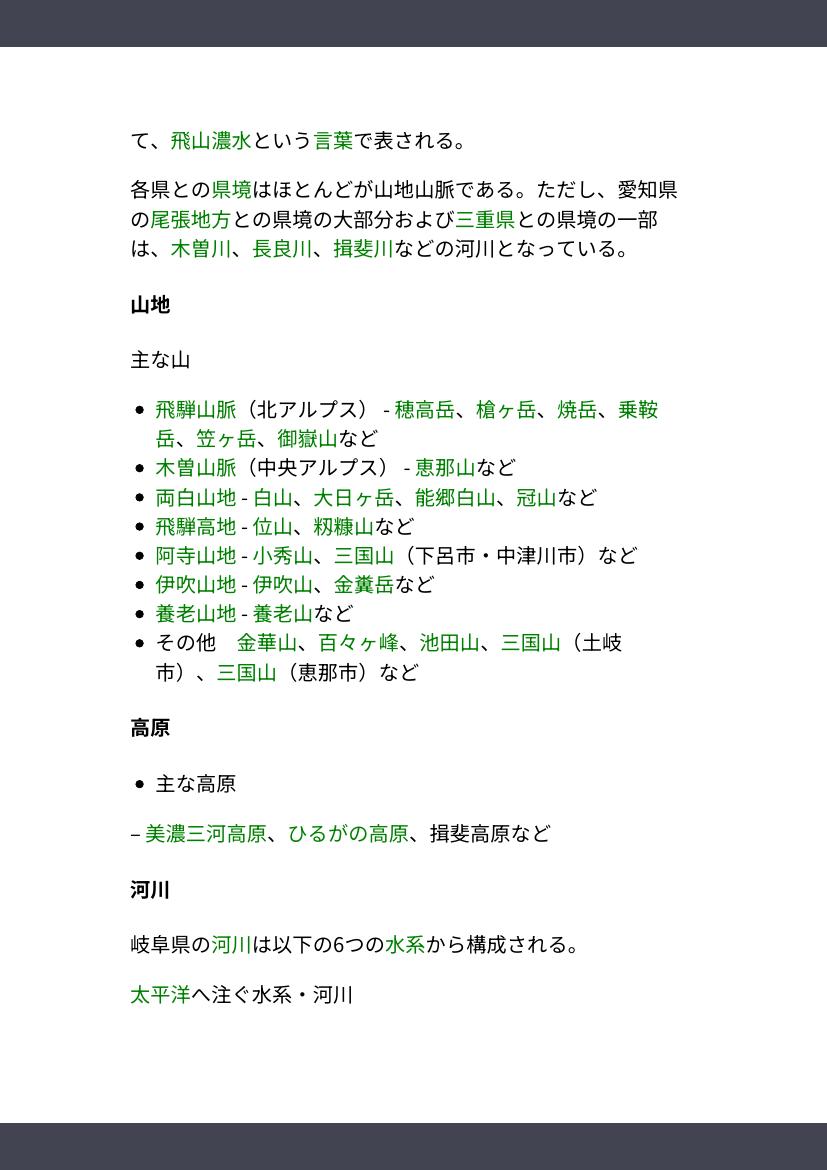 て、飛山濃水という言葉で表される。
各県との県境はほとんどが山地山脈である。ただし、愛知県
の尾張地方との県境の大部分および三重県との県境の一部
は、木曽川、長良川、揖斐川などの河川となっている。
山地
主な山
• 飛騨山脈（北アルプス） - 穂高岳、槍ヶ岳、焼岳、乗鞍
岳、笠ヶ岳、御嶽山など
• 木曽山脈（中央アルプス） - 恵那山など
• 両白山地 - 白山、大日ヶ岳、能郷白山、冠山など
• 飛騨高地 - 位山、籾糠山など
• 阿寺山地 - 小秀山、三国山（下呂市・中津川市）など
• 伊吹山地 - 伊吹山、金糞岳など
• 養老山地 - 養老山など
• その他　金華山、百々ヶ峰、池田山、三国山（土岐
市）、三国山（恵那市）など
高原
• 主な高原
– 美濃三河高原、ひるがの高原、揖斐高原など
河川
岐阜県の河川は以下の6つの水系から構成される。
太平洋へ注ぐ水系・河川